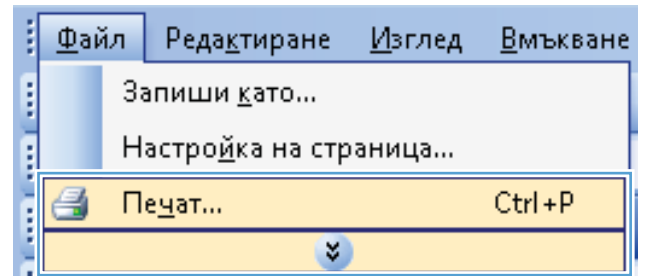 Файл Редактиране Изглед Вмъкване
Запиши като...
Настройка на страница...
Печат... Ctrl+P